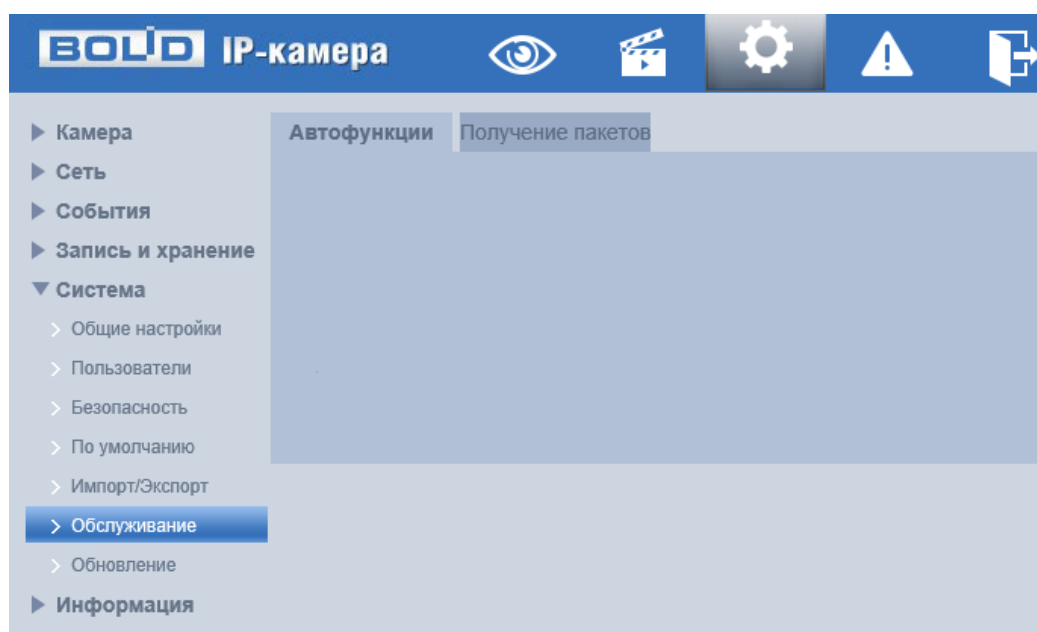 BOLID IP-камера
Автофункции Получение пакетов
Камера
Сеть
События
Запись и хранение
Система
Общие настройки
Пользователи
Безопасность
По умолчанию
Импорт/Экспорт
Обслуживание
Обновление
Информация